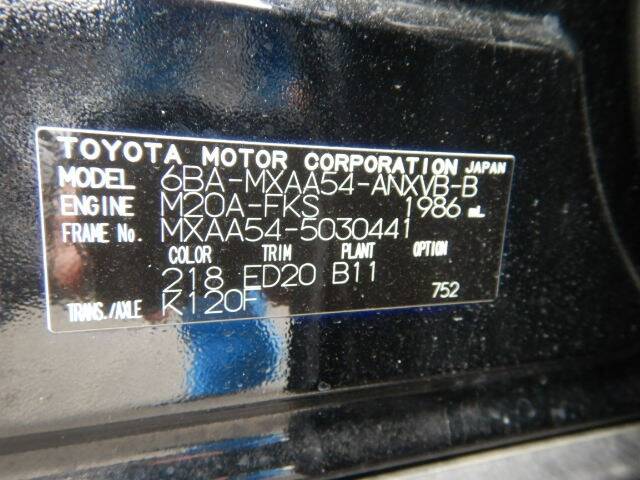 TOYOTA MOTOR CORPORATION JAPAN
MODEL 6BA-MXAA54-ANXVB-B
ENGINE M20A-FKS 1986 mL
FRAME No. MXAA54-5030441
COLOR TRIM PLANT OPTION
218 ED20 B11
TRANS./AXLE K120F 752